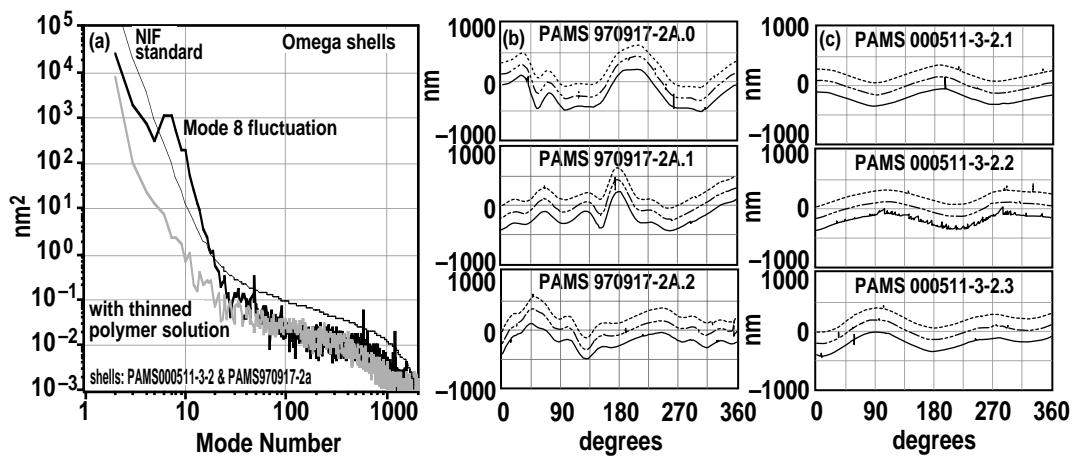 (a)
NIF
standard
Omega shells
Mode 8 fluctuation
with thinned
polymer solution
shells: PAMS000511-3-2 & PAMS970917-2a
nm²
10⁵
10⁴
10³
10²
10¹
10⁰
10⁻¹
10⁻²
10⁻³
1 10 100 1000
Mode Number
(b)
PAMS 970917-2A.0
1000
0
–1000
nm
PAMS 970917-2A.1
1000
0
–1000
nm
PAMS 970917-2A.2
1000
0
–1000
nm
0 90 180 270 360
degrees
(c)
PAMS 000511-3-2.1
1000
0
–1000
nm
PAMS 000511-3-2.2
1000
0
–1000
nm
PAMS 000511-3-2.3
1000
0
–1000
nm
0 90 180 270 360
degrees